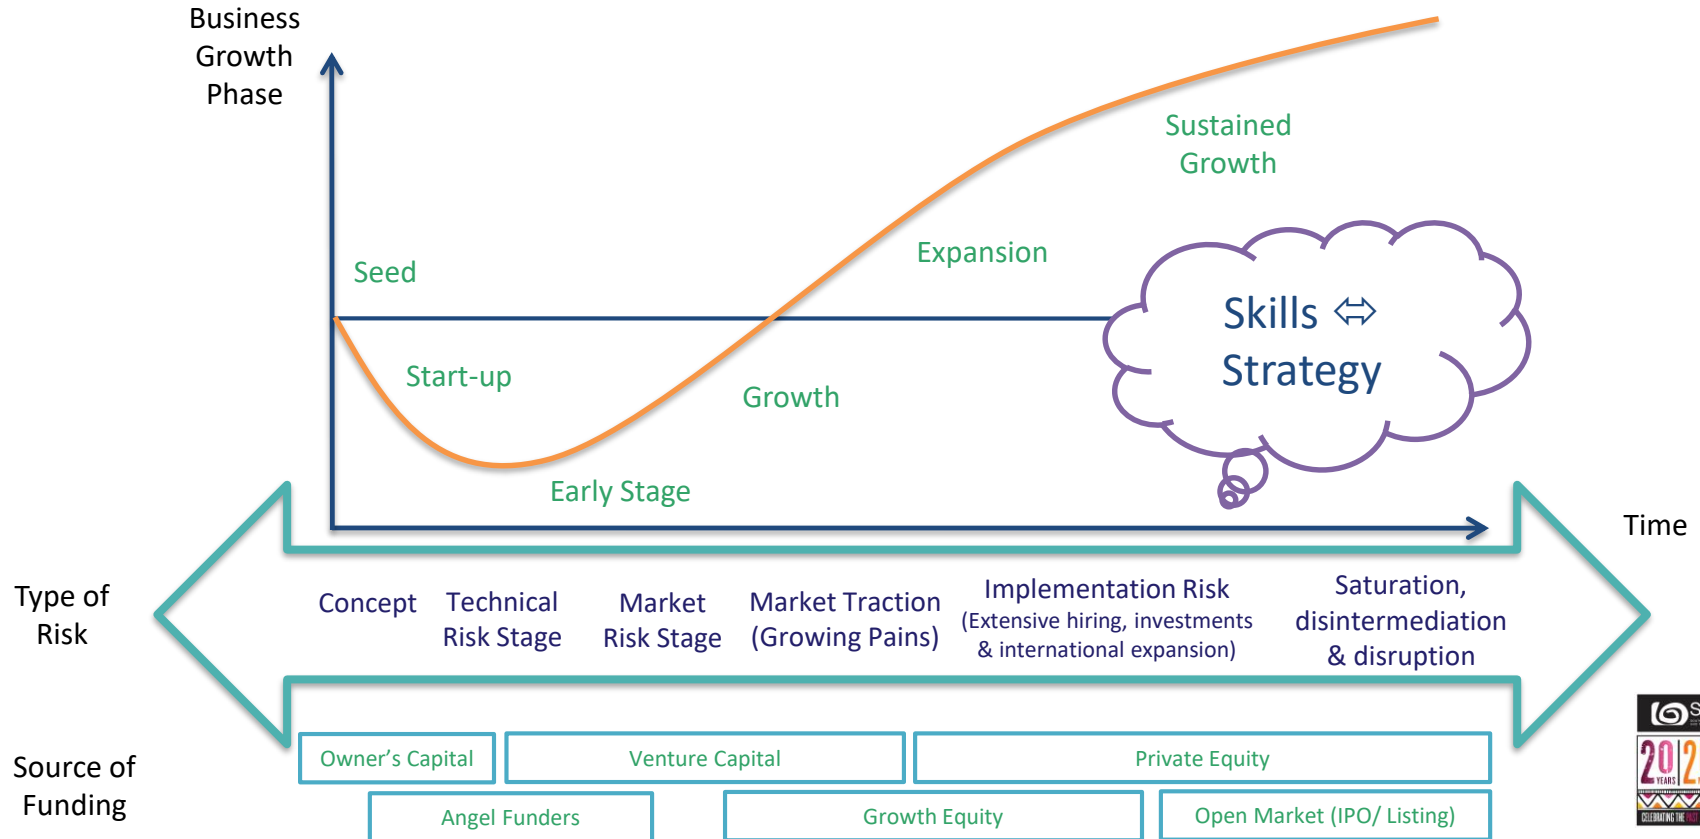 Business
Growth
Phase
Sustained
Growth
Expansion
Seed
Skills ⇔
Strategy
Start-up
Growth
Early Stage
Time
Type of
Risk
Concept
Technical
Risk Stage
Market
Risk Stage
Market Traction
(Growing Pains)
Implementation Risk
(Extensive hiring, investments
& international expansion)
Saturation,
disintermediation
& disruption
Source of
Funding
Owner's Capital
Venture Capital
Private Equity
Angel Funders
Growth Equity
Open Market (IPO/ Listing)
20
YEARS
CELEBRATING THE PAST